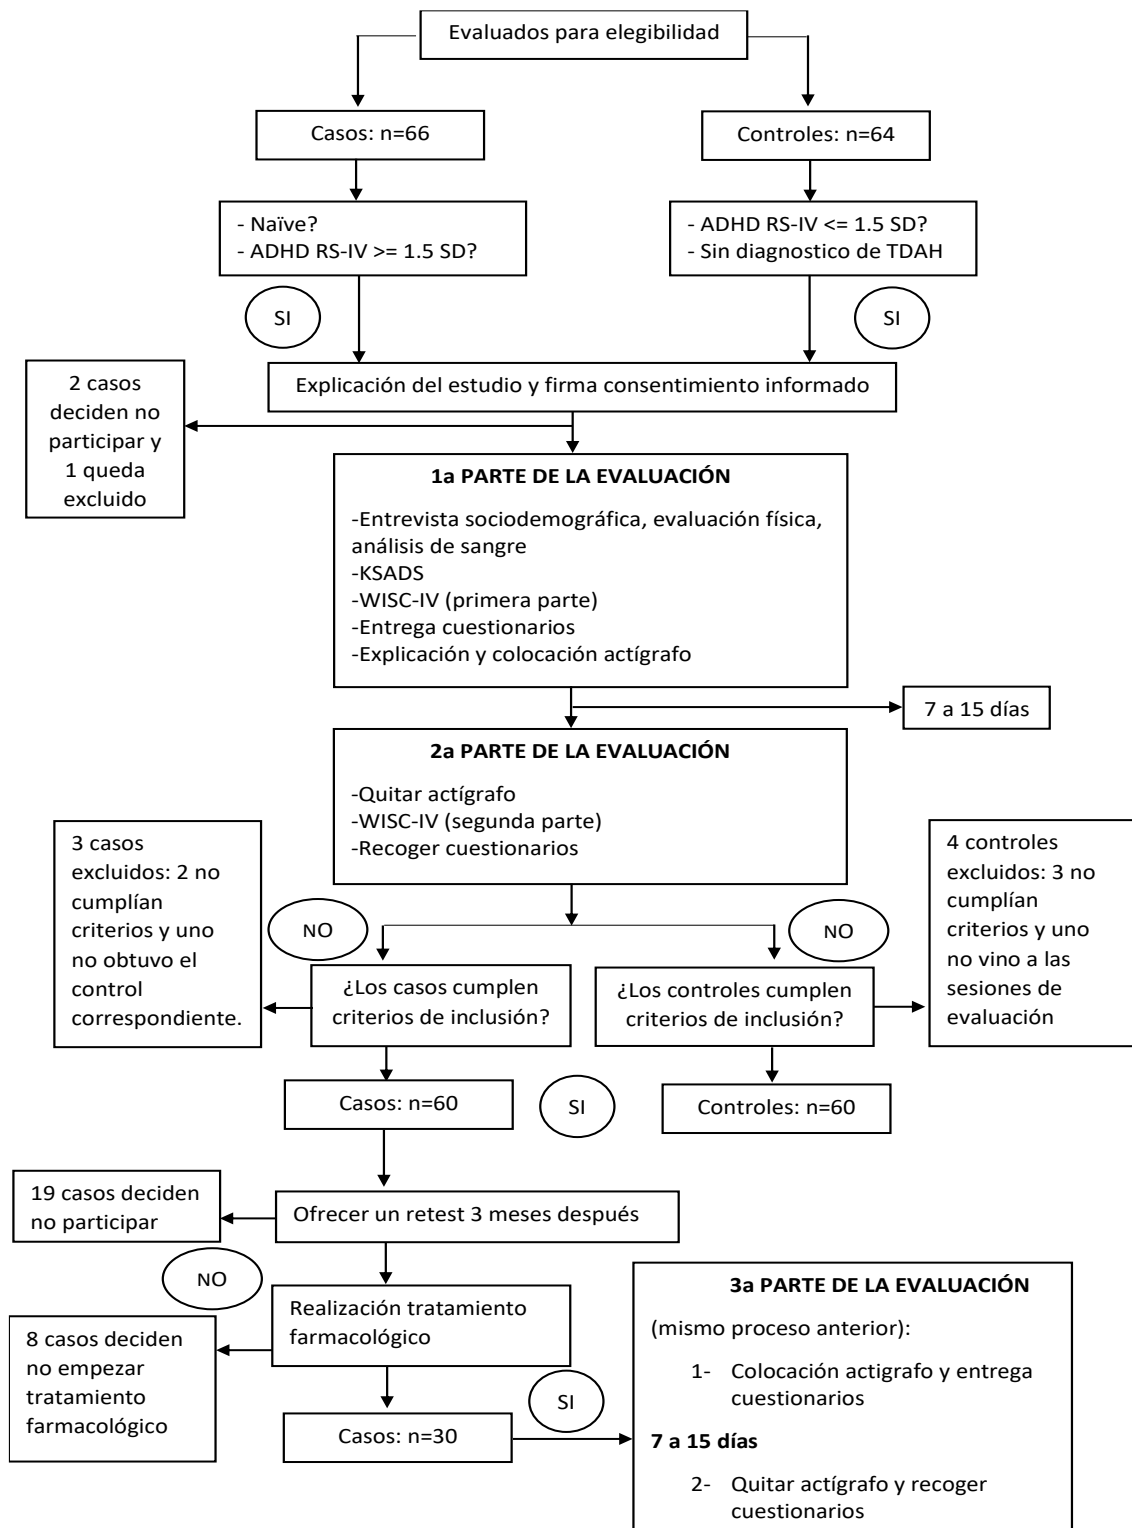 Evaluados para elegibilidad
Casos: n=66
Controles: n=64
- Naïve?
- ADHD RS-IV >= 1.5 SD?
- ADHD RS-IV <= 1.5 SD?
- Sin diagnostico de TDAH
SI
SI
2 casos
deciden no
participar y
1 queda
excluido
Explicación del estudio y firma consentimiento informado
1a PARTE DE LA EVALUACIÓN
-Entrevista sociodemográfica, evaluación física,
análisis de sangre
-KSADS
-WISC-IV (primera parte)
-Entrega cuestionarios
-Explicación y colocación actígrafo
7 a 15 días
2a PARTE DE LA EVALUACIÓN
-Quitar actígrafo
-WISC-IV (segunda parte)
-Recoger cuestionarios
3 casos
excluidos: 2 no
cumplían
criterios y uno
no obtuvo el
control
correspondiente.
NO
NO
4 controles
excluidos: 3 no
cumplían
criterios y uno
no vino a las
sesiones de
evaluación
¿Los casos cumplen
criterios de inclusión?
¿Los controles cumplen
criterios de inclusión?
Casos: n=60
SI
Controles: n=60
19 casos deciden
no participar
Ofrecer un retest 3 meses después
NO
Realización tratamiento
farmacológico
8 casos deciden
no empezar
tratamiento
farmacológico
SI
Casos: n=30
3a PARTE DE LA EVALUACIÓN
(mismo proceso anterior):
1- Colocación actigrafo y entrega
cuestionarios
7 a 15 días
2- Quitar actígrafo y recoger
cuestionarios